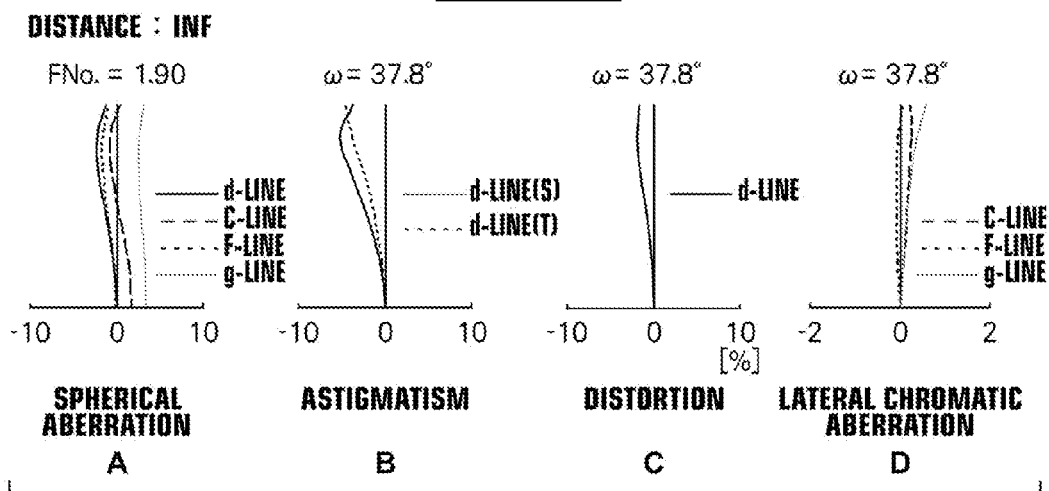 DISTANCE : INF
FNo. = 1.90
ω= 37.8°
ω= 37.8°
ω= 37.8°
d-LINE
C-LINE
F-LINE
g-LINE
d-LINE(S)
d-LINE(T)
d-LINE
C-LINE
F-LINE
g-LINE
-10 0 10
-10 0 10
-10 0 10
[%]
-2 0 2
SPHERICAL
ABERRATION
ASTIGMATISM
DISTORTION
LATERAL CHROMATIC
ABERRATION
A
B
C
D